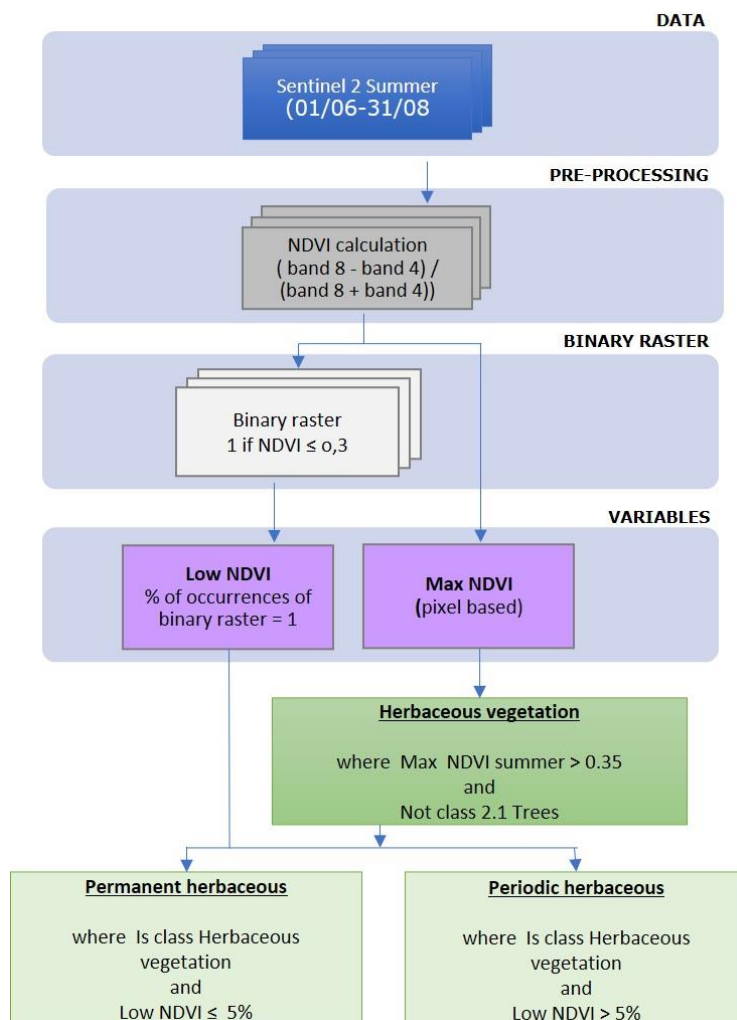 DATA
Sentinel 2 Summer
(01/06-31/08
PRE-PROCESSING
NDVI calculation
( band 8 - band 4) /
(band 8 + band 4))
BINARY RASTER
Binary raster
1 if NDVI ≤ o,3
VARIABLES
Low NDVI
% of occurrences of
binary raster = 1
Max NDVI
(pixel based)
Herbaceous vegetation
where Max NDVI summer > 0.35
and
Not class 2.1 Trees
Permanent herbaceous
where Is class Herbaceous
vegetation
and
Low NDVI ≤ 5%
Periodic herbaceous
where Is class Herbaceous
vegetation
and
Low NDVI > 5%